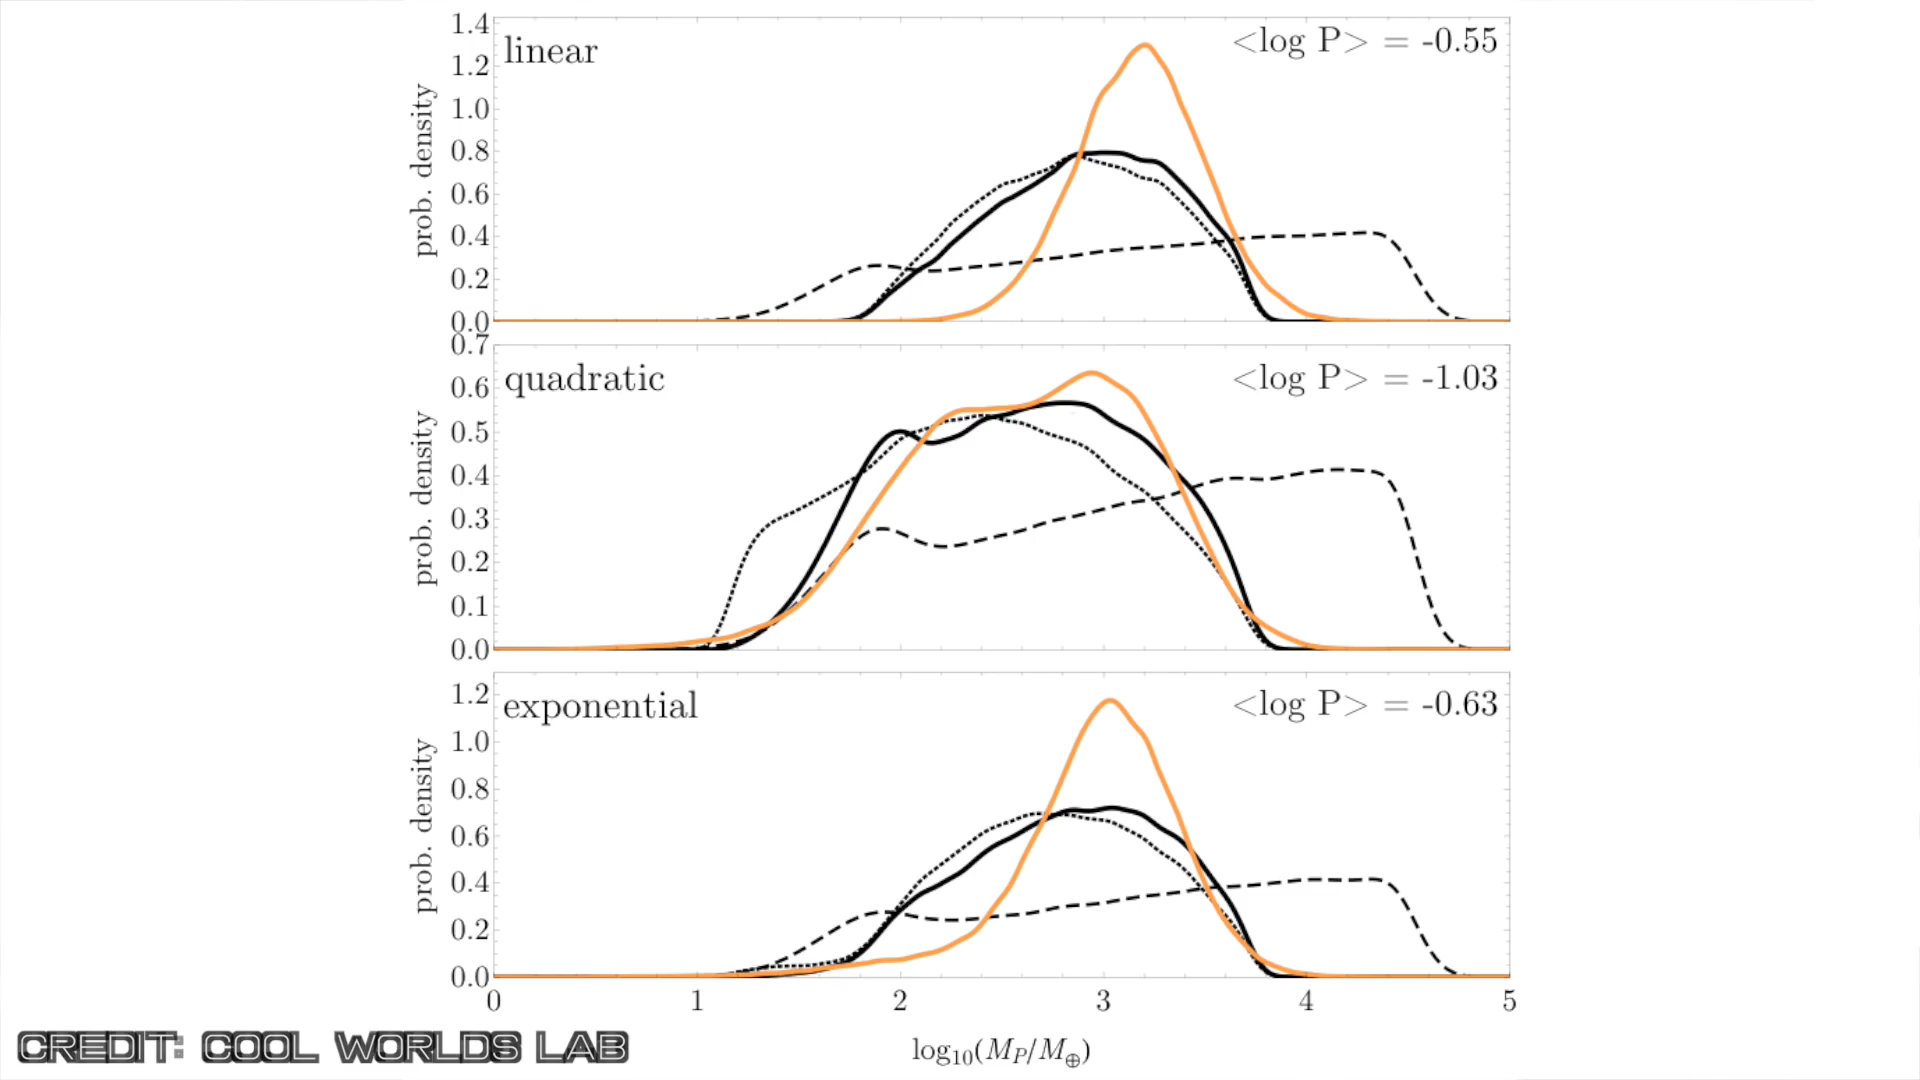 linear
<log P> = -0.55
prob. density
1.4
1.2
1.0
0.8
0.6
0.4
0.2
0.0
quadratic
<log P> = -1.03
prob. density
0.7
0.6
0.5
0.4
0.3
0.2
0.1
0.0
exponential
<log P> = -0.63
prob. density
1.2
1.0
0.8
0.6
0.4
0.2
0.0
0 1 2 3 4 5
log₁₀(M_P/M_⊕)
CREDIT: COOL WORLDS LAB